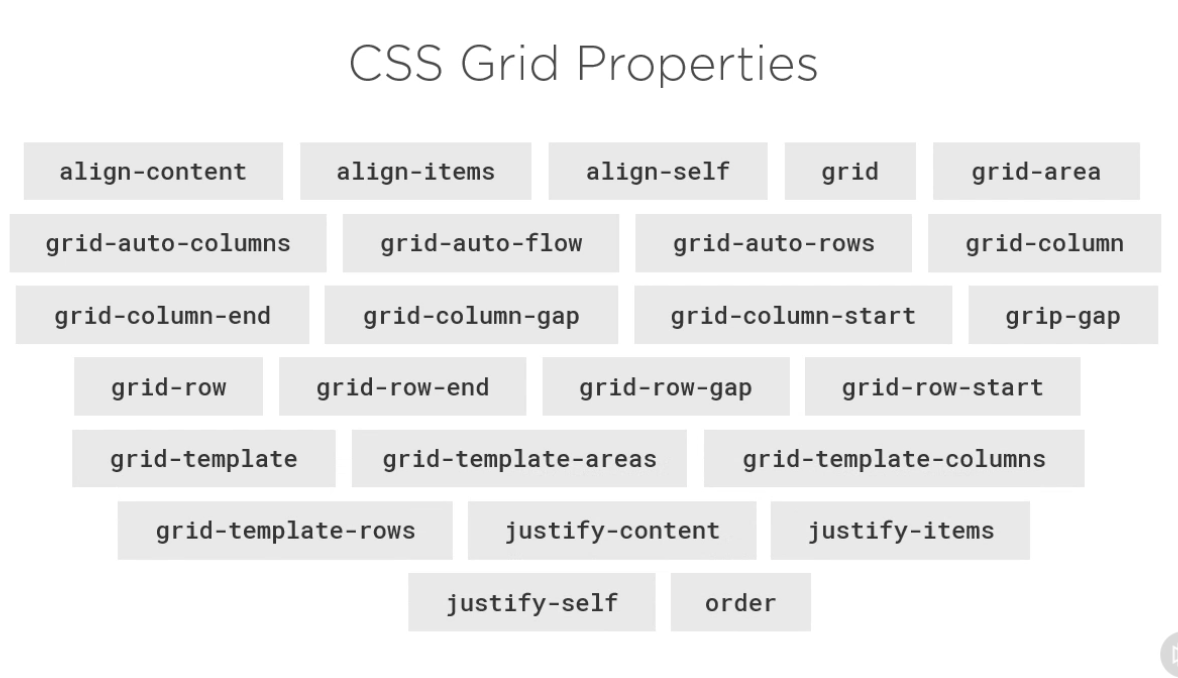 CSS Grid Properties
align-content align-items align-self grid grid-area
grid-auto-columns grid-auto-flow grid-auto-rows grid-column
grid-column-end grid-column-gap grid-column-start grip-gap
grid-row grid-row-end grid-row-gap grid-row-start
grid-template grid-template-areas grid-template-columns
grid-template-rows justify-content justify-items
justify-self order